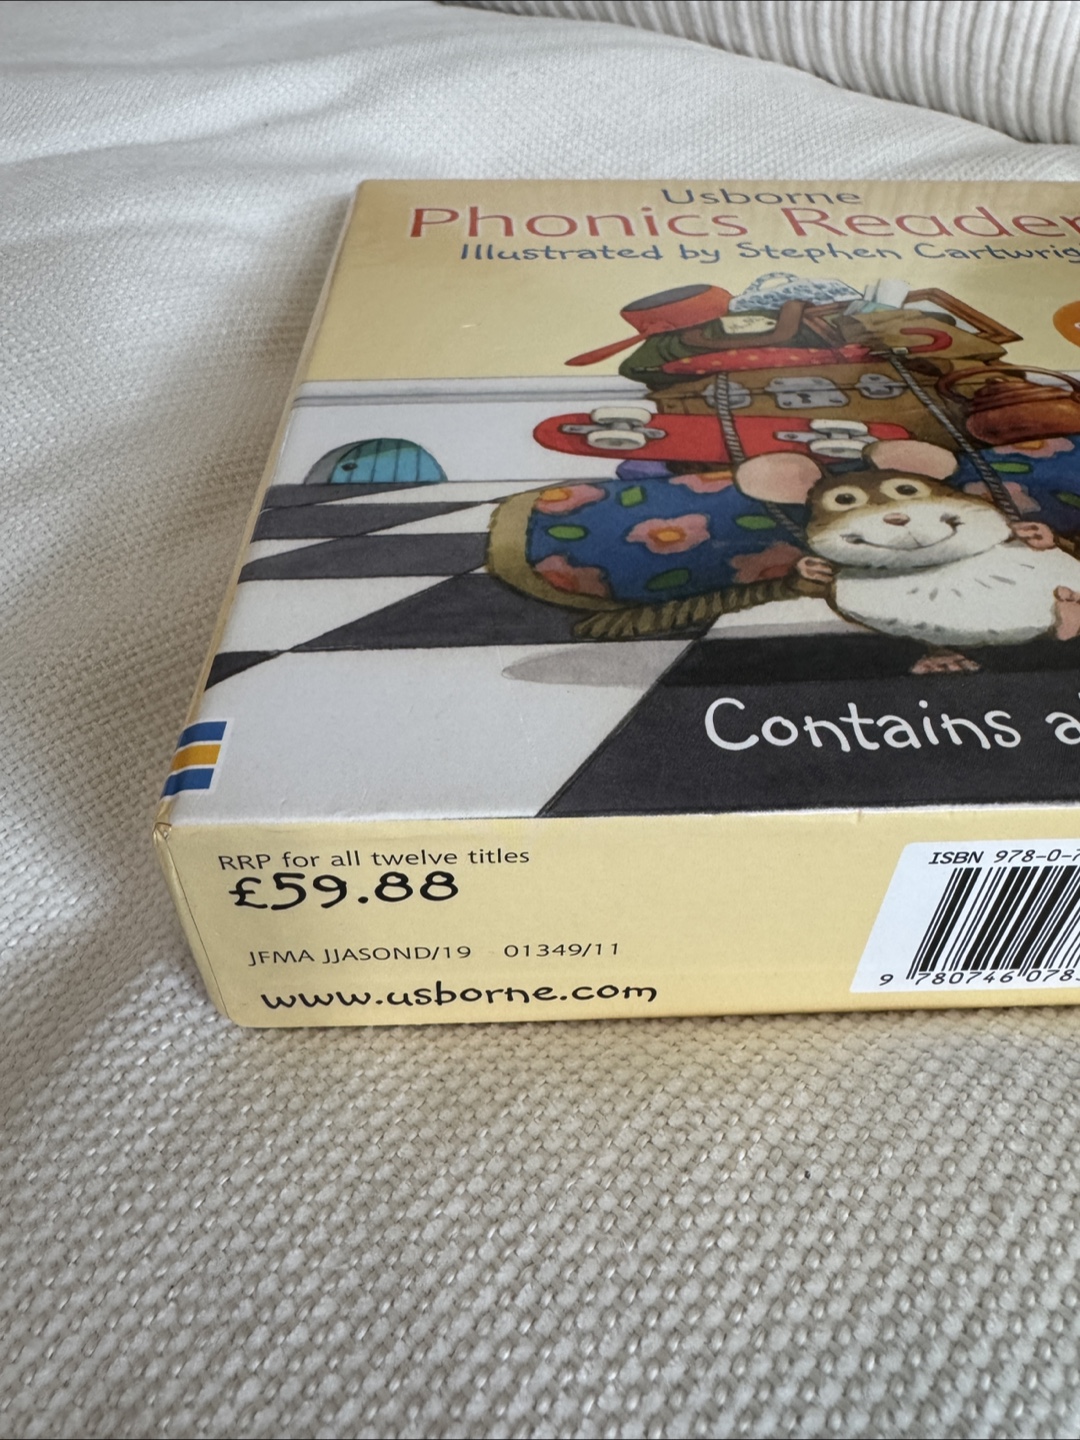 Usborne
Phonics Reader
Illustrated by Stephen Cartwrig
Contains a
RRP for all twelve titles
£59.88
JFMA JJASOND/19 01349/11
www.usborne.com
ISBN 978-0-7
9 780746 078